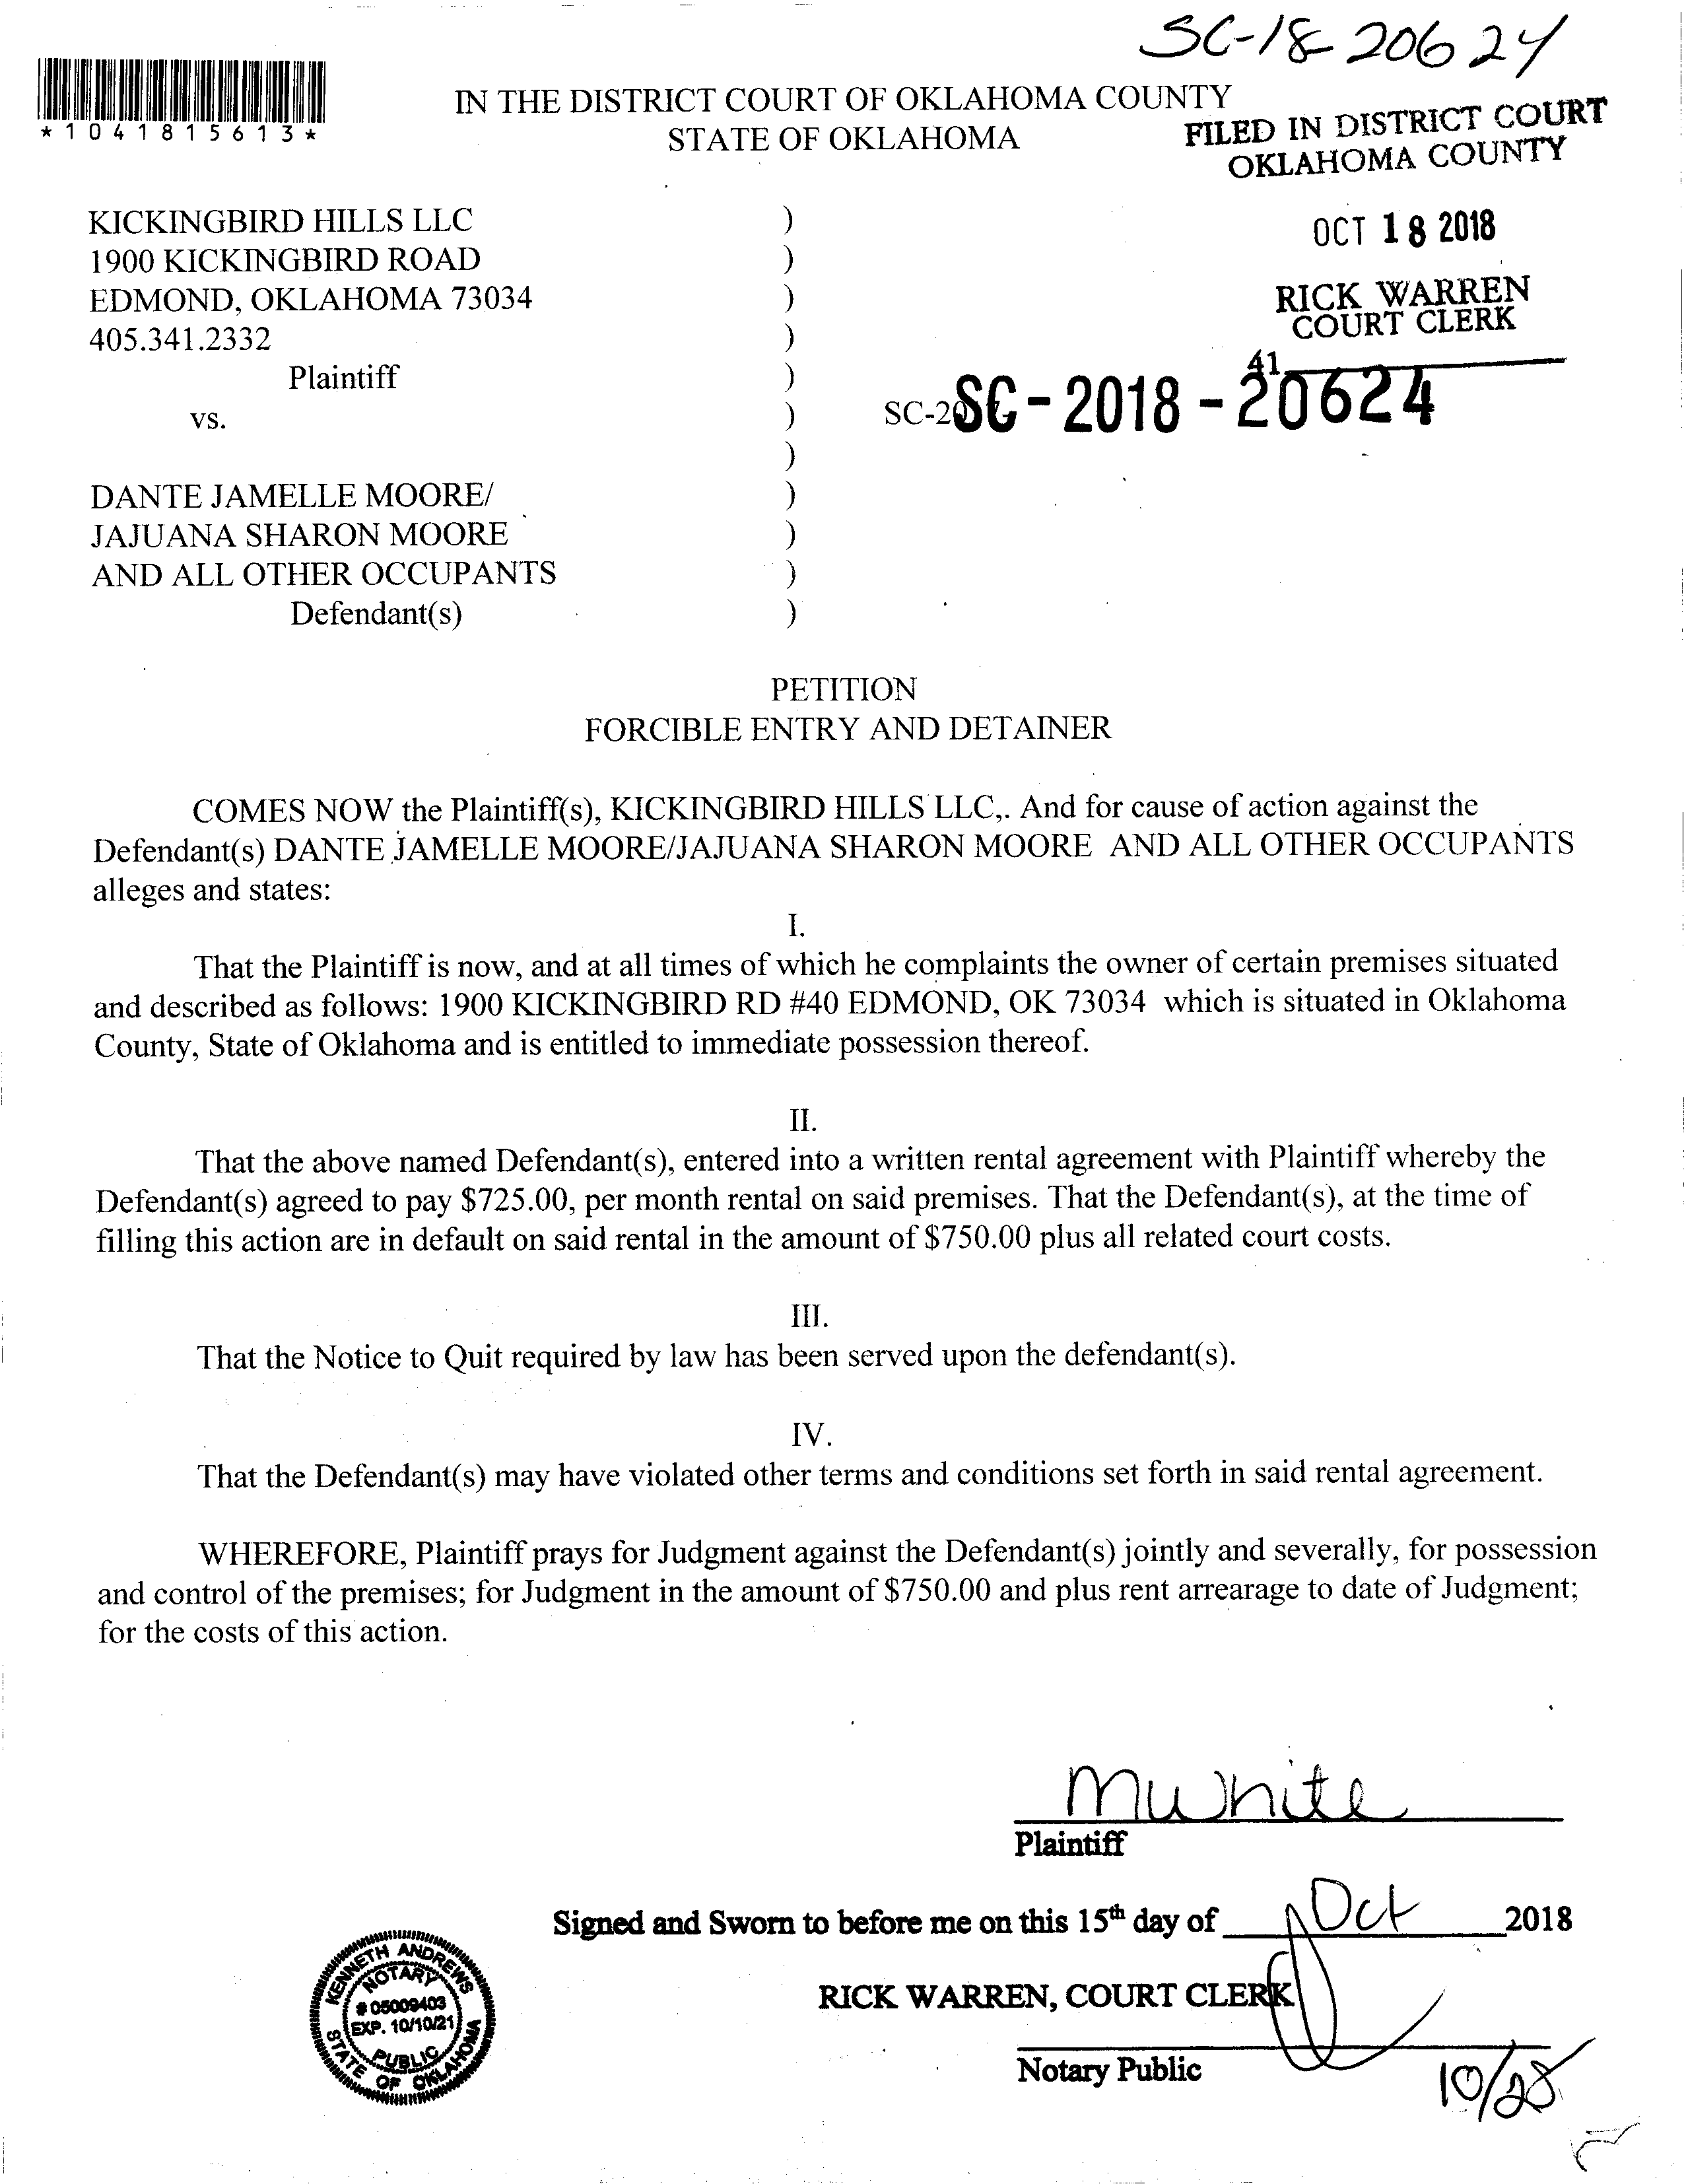 SC-18-20624
*1041815613*
IN THE DISTRICT COURT OF OKLAHOMA COUNTY
STATE OF OKLAHOMA
FILED IN DISTRICT COURT
OKLAHOMA COUNTY
OCT 18 2018
RICK WARREN
COURT CLERK
41
KICKINGBIRD HILLS LLC )
1900 KICKINGBIRD ROAD )
EDMOND, OKLAHOMA 73034 )
405.341.2332 )
Plaintiff )
vs. ) SC-20 SC-2018-20624
)
DANTE JAMELLE MOORE/ )
JAJUANA SHARON MOORE )
AND ALL OTHER OCCUPANTS )
Defendant(s) )
PETITION
FORCIBLE ENTRY AND DETAINER
COMES NOW the Plaintiff(s), KICKINGBIRD HILLS LLC,. And for cause of action against the
Defendant(s) DANTE JAMELLE MOORE/JAJUANA SHARON MOORE AND ALL OTHER OCCUPANTS
alleges and states:
I.
That the Plaintiff is now, and at all times of which he complaints the owner of certain premises situated
and described as follows: 1900 KICKINGBIRD RD #40 EDMOND, OK 73034 which is situated in Oklahoma
County, State of Oklahoma and is entitled to immediate possession thereof.
II.
That the above named Defendant(s), entered into a written rental agreement with Plaintiff whereby the
Defendant(s) agreed to pay $725.00, per month rental on said premises. That the Defendant(s), at the time of
filling this action are in default on said rental in the amount of $750.00 plus all related court costs.
III.
That the Notice to Quit required by law has been served upon the defendant(s).
IV.
That the Defendant(s) may have violated other terms and conditions set forth in said rental agreement.
WHEREFORE, Plaintiff prays for Judgment against the Defendant(s) jointly and severally, for possession
and control of the premises; for Judgment in the amount of $750.00 and plus rent arrearage to date of Judgment;
for the costs of this action.
MWhite
Plaintiff
Signed and Sworn to before me on this 15th day of Oct 2018
RICK WARREN, COURT CLERK
Notary Public
10/28
KENNETH ANDREWS
NOTARY
# 05009403
EXP. 10/10/21
PUBLIC
STATE OF OKLAHOMA